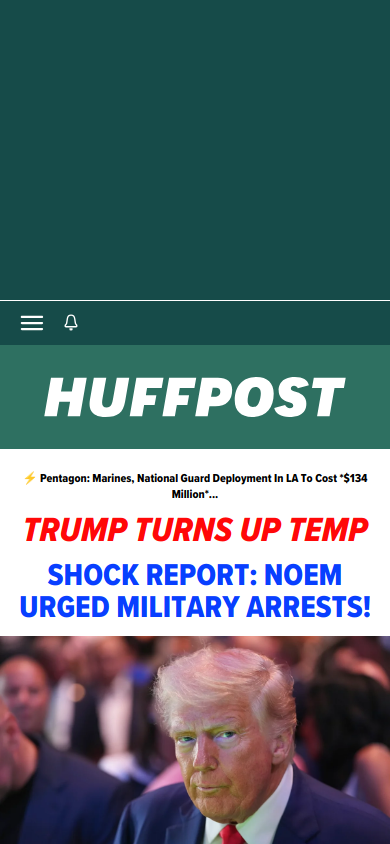 HUFFPOST
⚡ Pentagon: Marines, National Guard Deployment In LA To Cost *$134
Million*...
TRUMP TURNS UP TEMP
SHOCK REPORT: NOEM
URGED MILITARY ARRESTS!